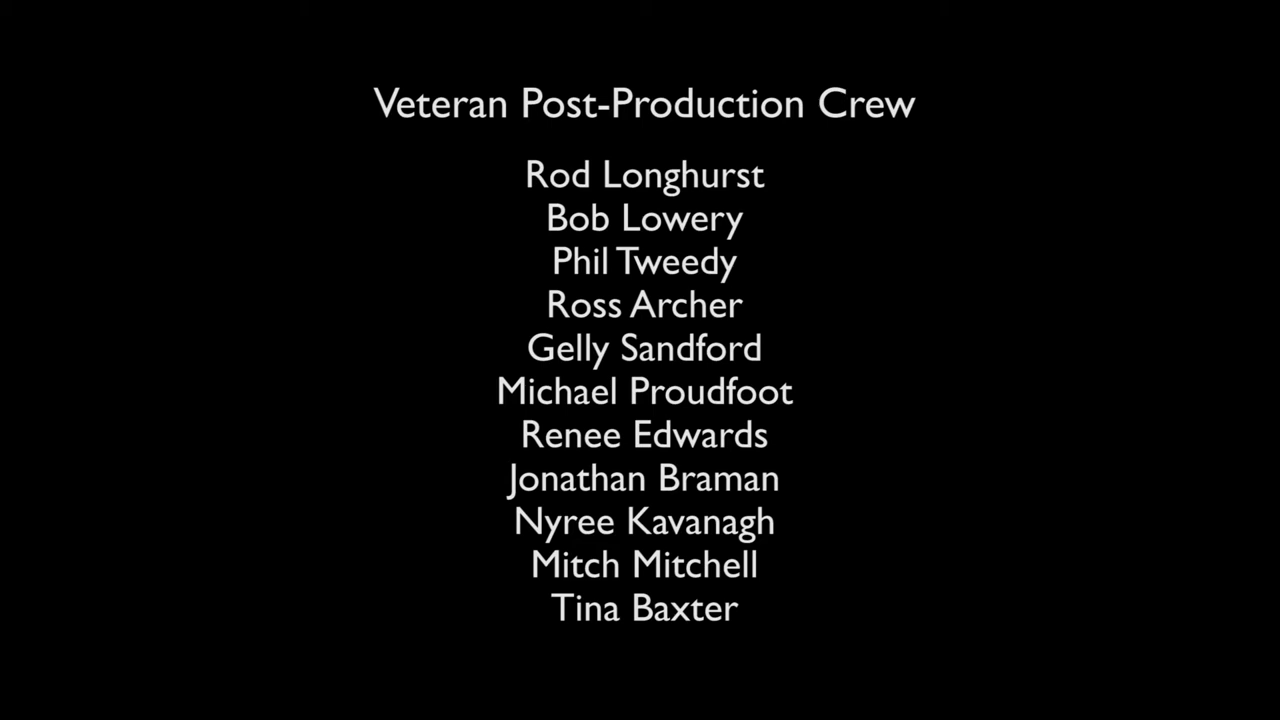 Veteran Post-Production Crew
Rod Longhurst
Bob Lowery
Phil Tweedy
Ross Archer
Gelly Sandford
Michael Proudfoot
Renee Edwards
Jonathan Braman
Nyree Kavanagh
Mitch Mitchell
Tina Baxter